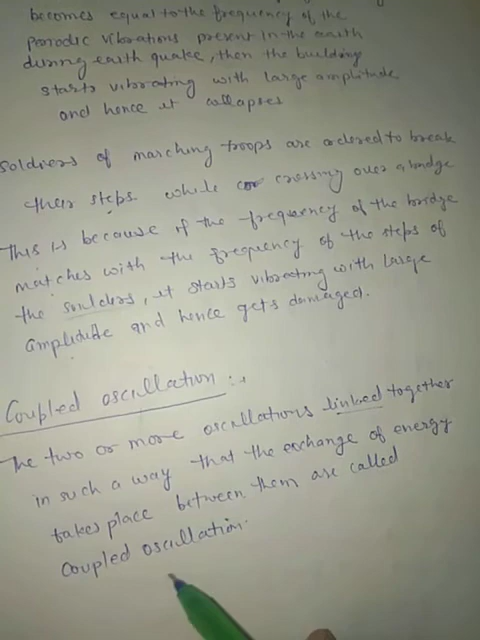 becomes equal to the frequency of the
Periodic vibrations present in the earth
during earth quake, then the building
starts vibrating with large amplitude
and hence it collapses
Soldiers of marching troops are ordered to break
their steps while crossing over a bridge
This is because if the frequency of the bridge
matches with the frequency of the steps of
the souldiers, it starts vibrating with large
amplitude and hence gets damaged.
Coupled oscillation :-
The two or more oscillations linked together
in such a way that the exchange of energy
takes place between them are called
Coupled oscillation.